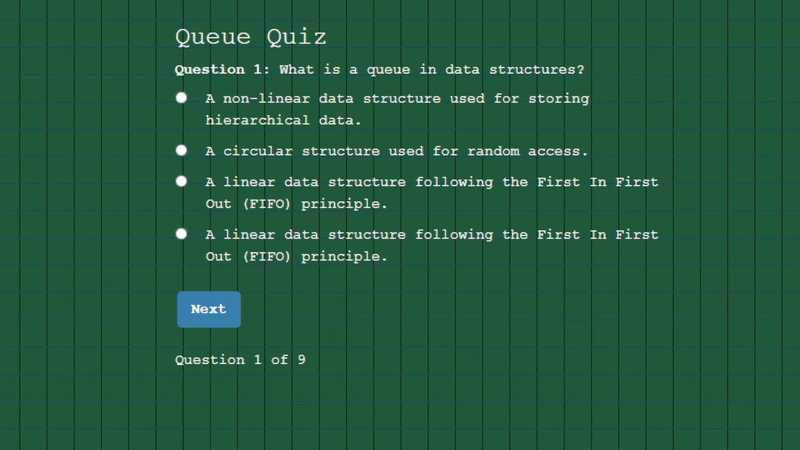 Queue Quiz
Question 1: What is a queue in data structures?
A non-linear data structure used for storing
hierarchical data.
A circular structure used for random access.
A linear data structure following the First In First
Out (FIFO) principle.
A linear data structure following the First In First
Out (FIFO) principle.
Next
Question 1 of 9